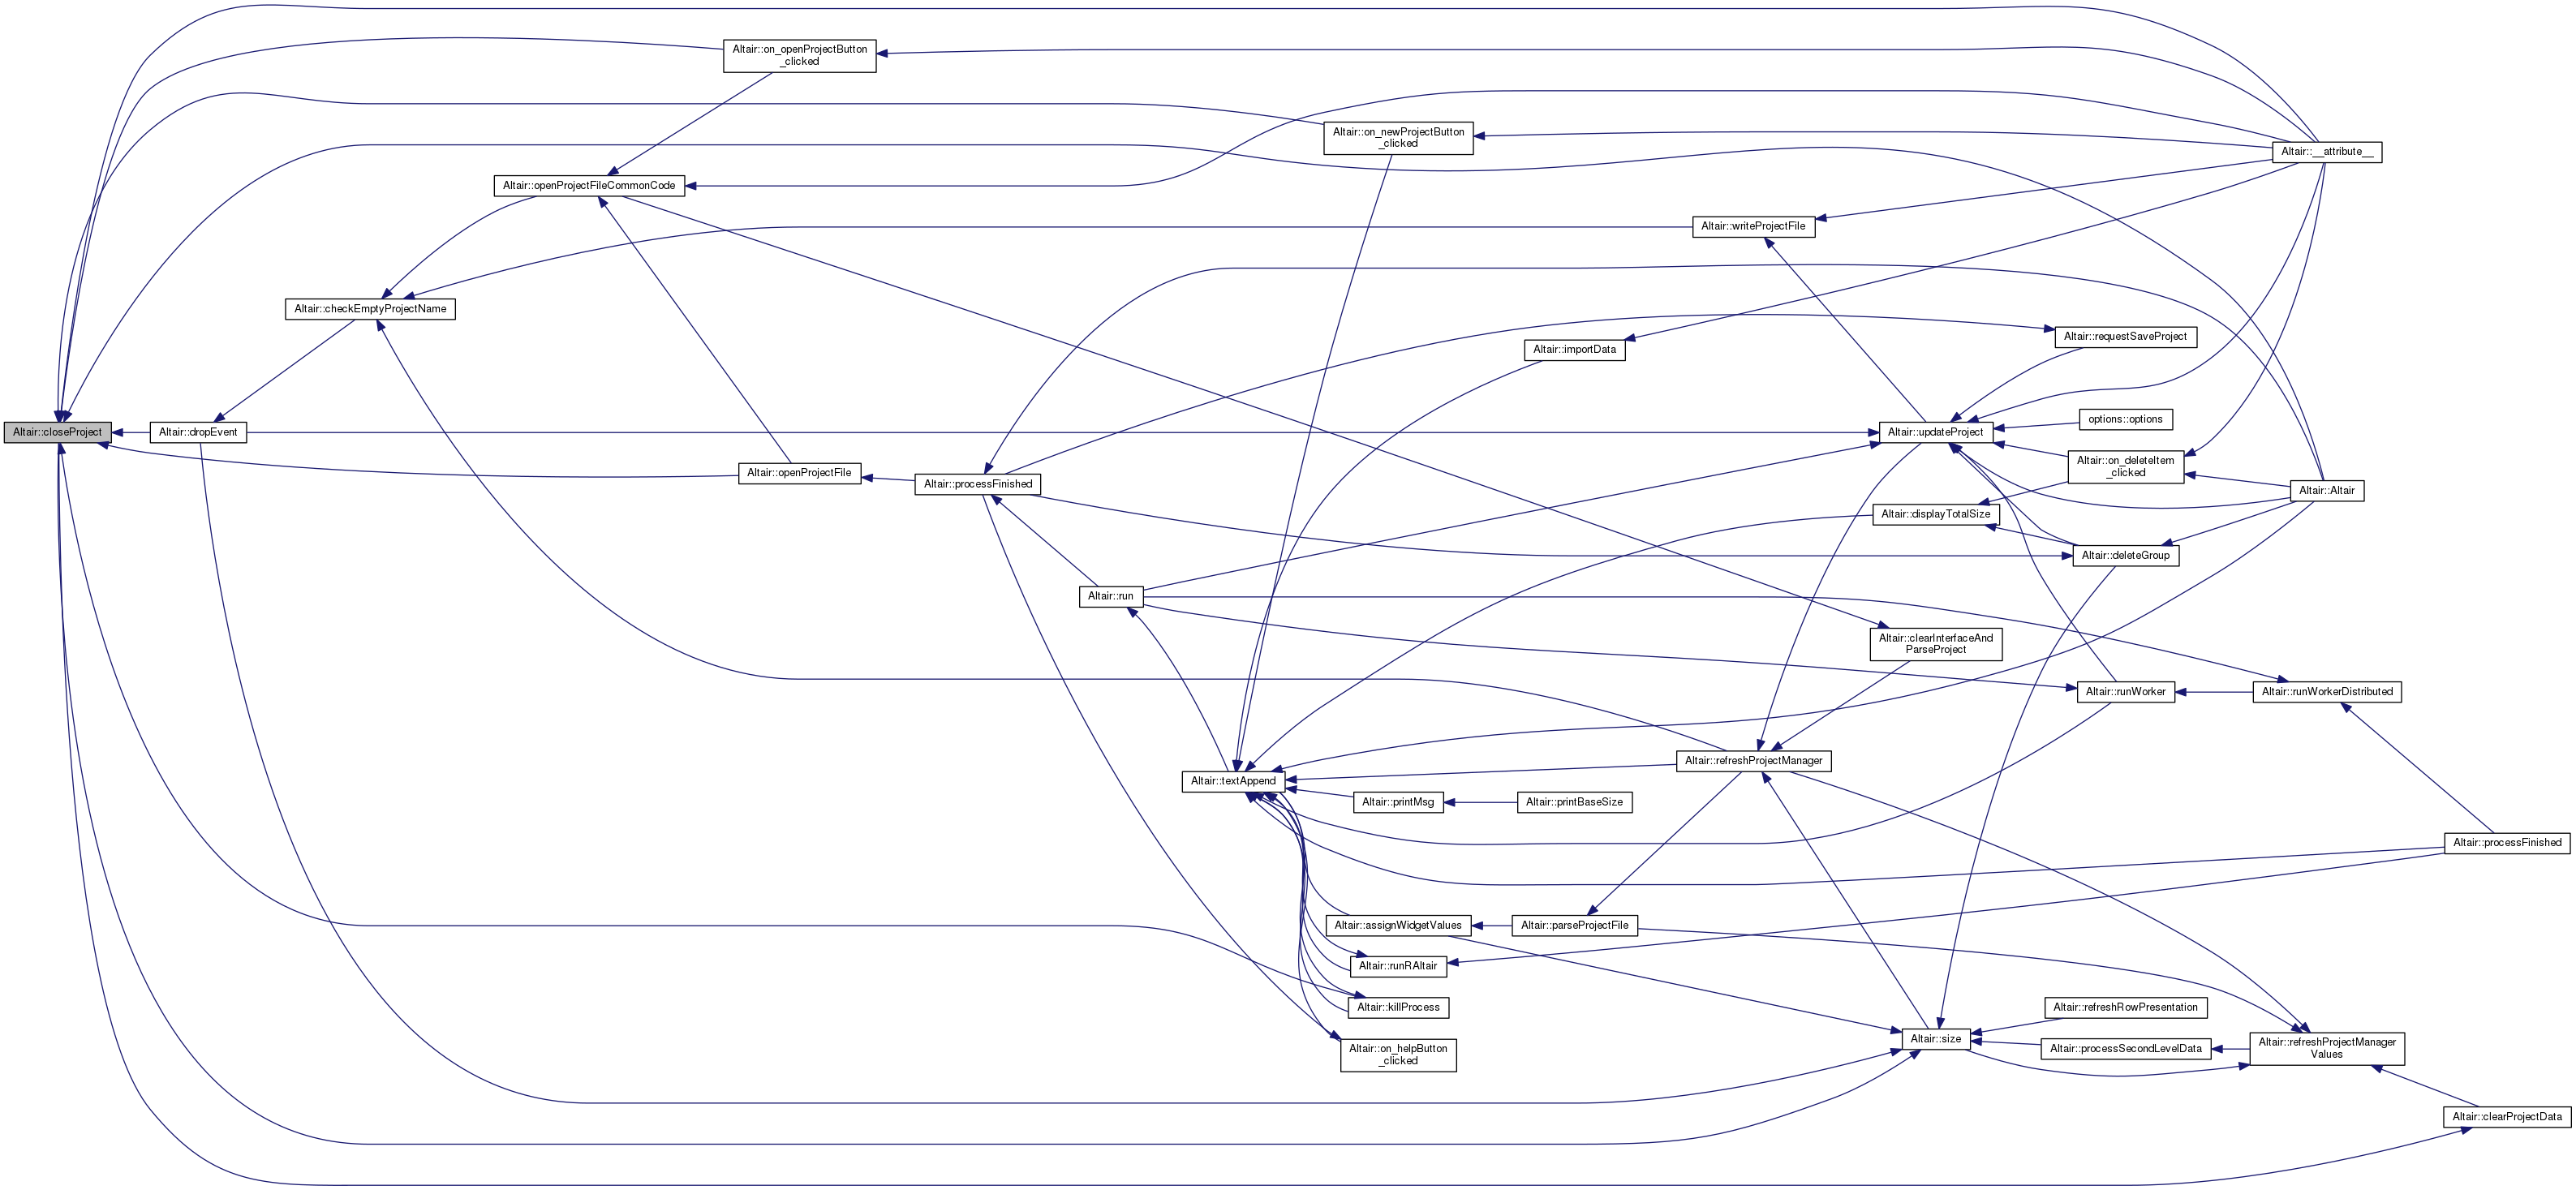 Altair::on_openProjectButton
_clicked
Altair::on_newProjectButton
_clicked
Altair::__attribute__
Altair::openProjectFileCommonCode
Altair::writeProjectFile
Altair::checkEmptyProjectName
Altair::requestSaveProject
Altair::importData
options::options
Altair::closeProject
Altair::dropEvent
Altair::updateProject
Altair::on_deleteItem
_clicked
Altair::openProjectFile
Altair::processFinished
Altair::Altair
Altair::displayTotalSize
Altair::deleteGroup
Altair::run
Altair::clearInterfaceAnd
ParseProject
Altair::runWorker
Altair::runWorkerDistributed
Altair::refreshProjectManager
Altair::textAppend
Altair::printMsg
Altair::printBaseSize
Altair::processFinished
Altair::assignWidgetValues
Altair::parseProjectFile
Altair::runRAltair
Altair::killProcess
Altair::refreshRowPresentation
Altair::size
Altair::processSecondLevelData
Altair::refreshProjectManager
Values
Altair::on_helpButton
_clicked
Altair::clearProjectData